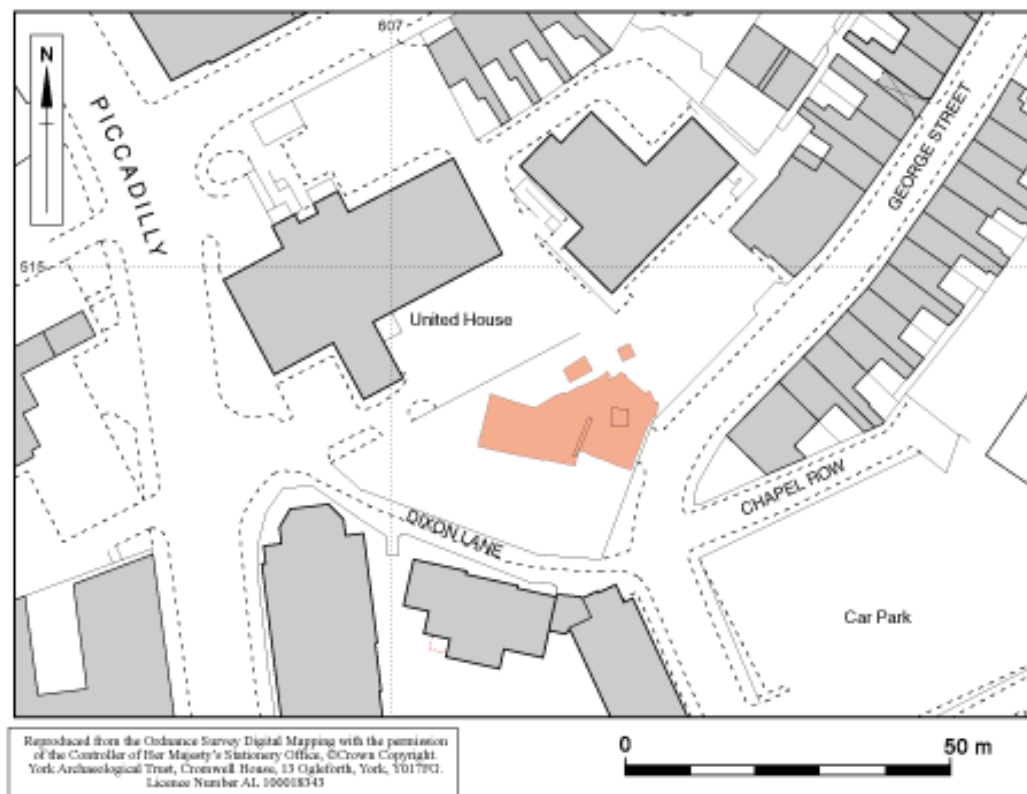 607
N
PICCADILLY
GEORGE STREET
515
United House
CHAPEL ROW
DIXON LANE
Car Park
Reproduced from the Ordnance Survey Digital Mapping with the permission
of the Controller of Her Majesty's Stationery Office, ©Crown Copyright.
York Archaeological Trust, Cromwell House, 13 Ogleforth, York, YO17FG.
Licence Number AL 100018343
0 50 m